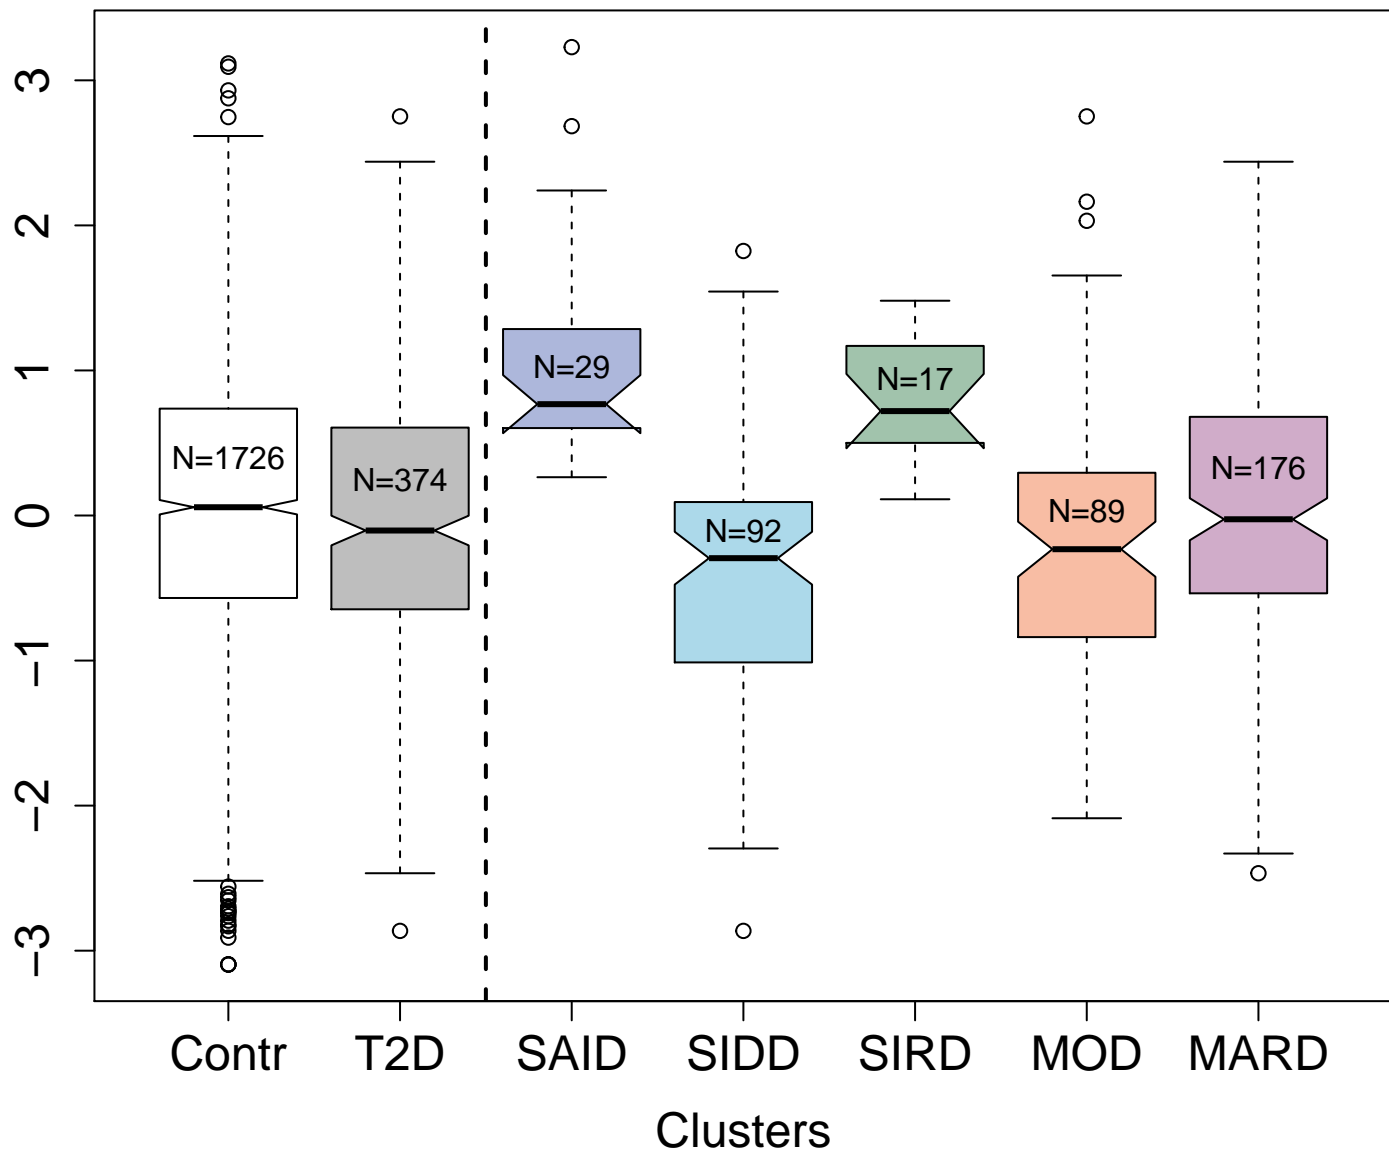 3
2
1
0
−1
−2
−3
N=1726
N=374
N=29
N=92
N=17
N=89
N=176
Contr T2D SAID SIDD SIRD MOD MARD
Clusters